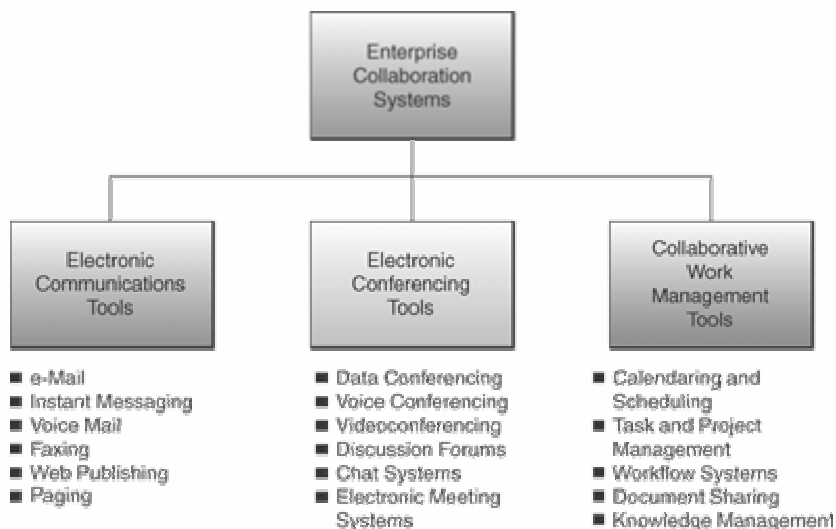 Enterprise
Collaboration
Systems
Electronic
Communications
Tools
Electronic
Conferencing
Tools
Collaborative
Work
Management
Tools
e-Mail
Instant Messaging
Voice Mail
Faxing
Web Publishing
Paging
Data Conferencing
Voice Conferencing
Videoconferencing
Discussion Forums
Chat Systems
Electronic Meeting
Systems
Calendaring and
Scheduling
Task and Project
Management
Workflow Systems
Document Sharing
Knowledge Management